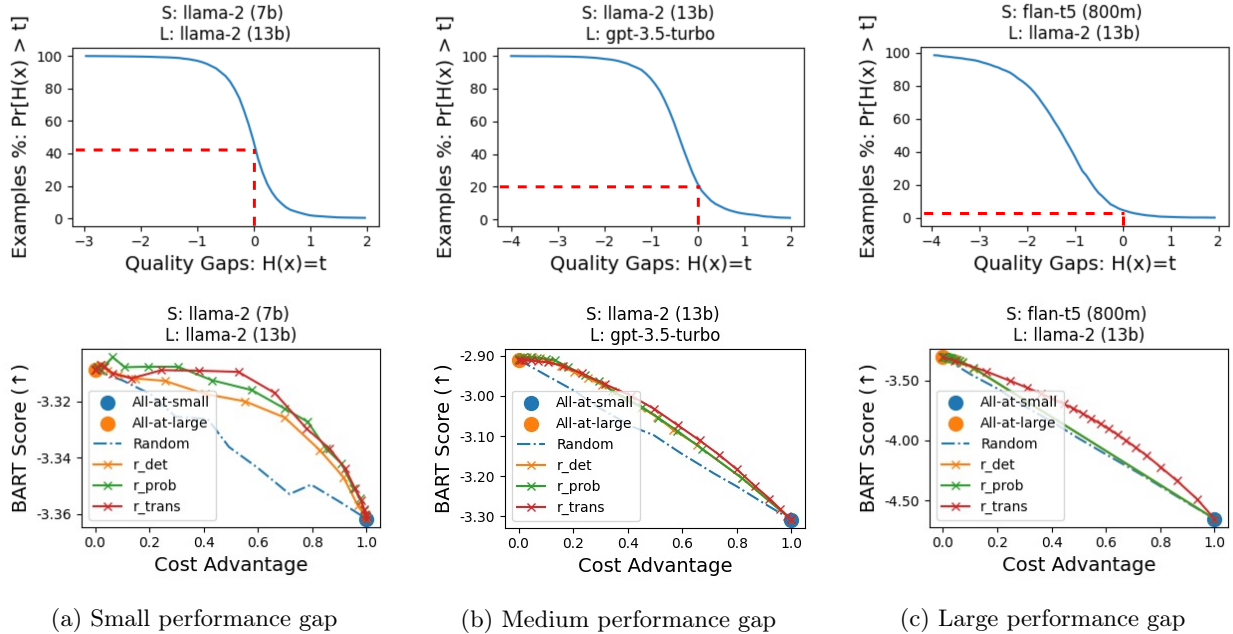 S: llama-2 (7b)
L: llama-2 (13b)
Examples %: Pr[H(x) > t]
100
80
60
40
20
0
−3 −2 −1 0 1 2
Quality Gaps: H(x)=t
S: llama-2 (13b)
L: gpt-3.5-turbo
Examples %: Pr[H(x) > t]
100
80
60
40
20
0
−4 −3 −2 −1 0 1 2
Quality Gaps: H(x)=t
S: flan-t5 (800m)
L: llama-2 (13b)
Examples %: Pr[H(x) > t]
100
80
60
40
20
0
−4 −3 −2 −1 0 1 2
Quality Gaps: H(x)=t
S: llama-2 (7b)
L: llama-2 (13b)
BART Score (↑)
-3.32
-3.34
-3.36
All-at-small
All-at-large
Random
r_det
r_prob
r_trans
0.0 0.2 0.4 0.6 0.8 1.0
Cost Advantage
S: llama-2 (13b)
L: gpt-3.5-turbo
BART Score (↑)
-2.90
-3.00
-3.10
-3.20
-3.30
All-at-small
All-at-large
Random
r_det
r_prob
r_trans
0.0 0.2 0.4 0.6 0.8 1.0
Cost Advantage
S: flan-t5 (800m)
L: llama-2 (13b)
BART Score (↑)
-3.50
-4.00
-4.50
All-at-small
All-at-large
Random
r_det
r_prob
r_trans
0.0 0.2 0.4 0.6 0.8 1.0
Cost Advantage
(a) Small performance gap
(b) Medium performance gap
(c) Large performance gap